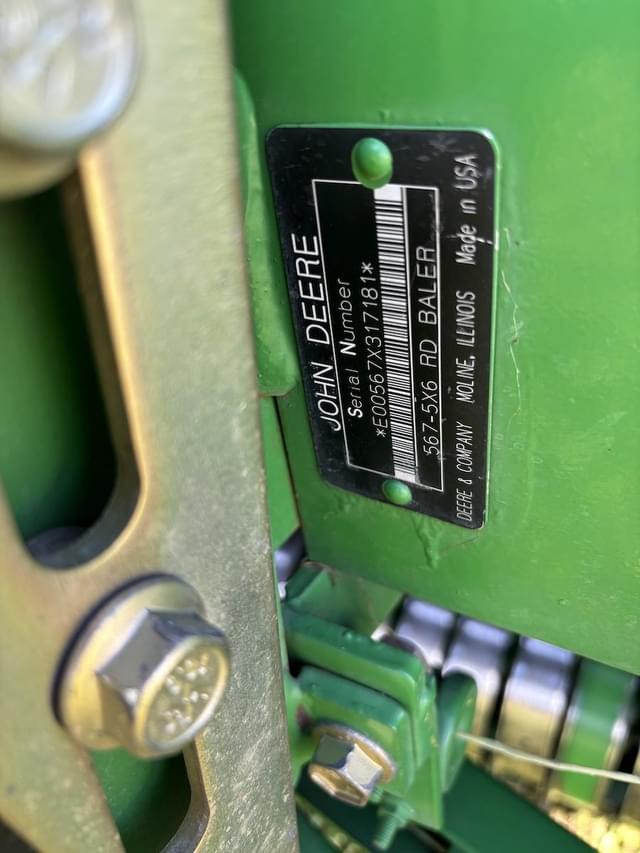 JOHN DEERE
Serial Number
*E00567X317181*
567-5X6 RD BALER
DEERE & COMPANY MOLINE, ILLINOIS Made in USA